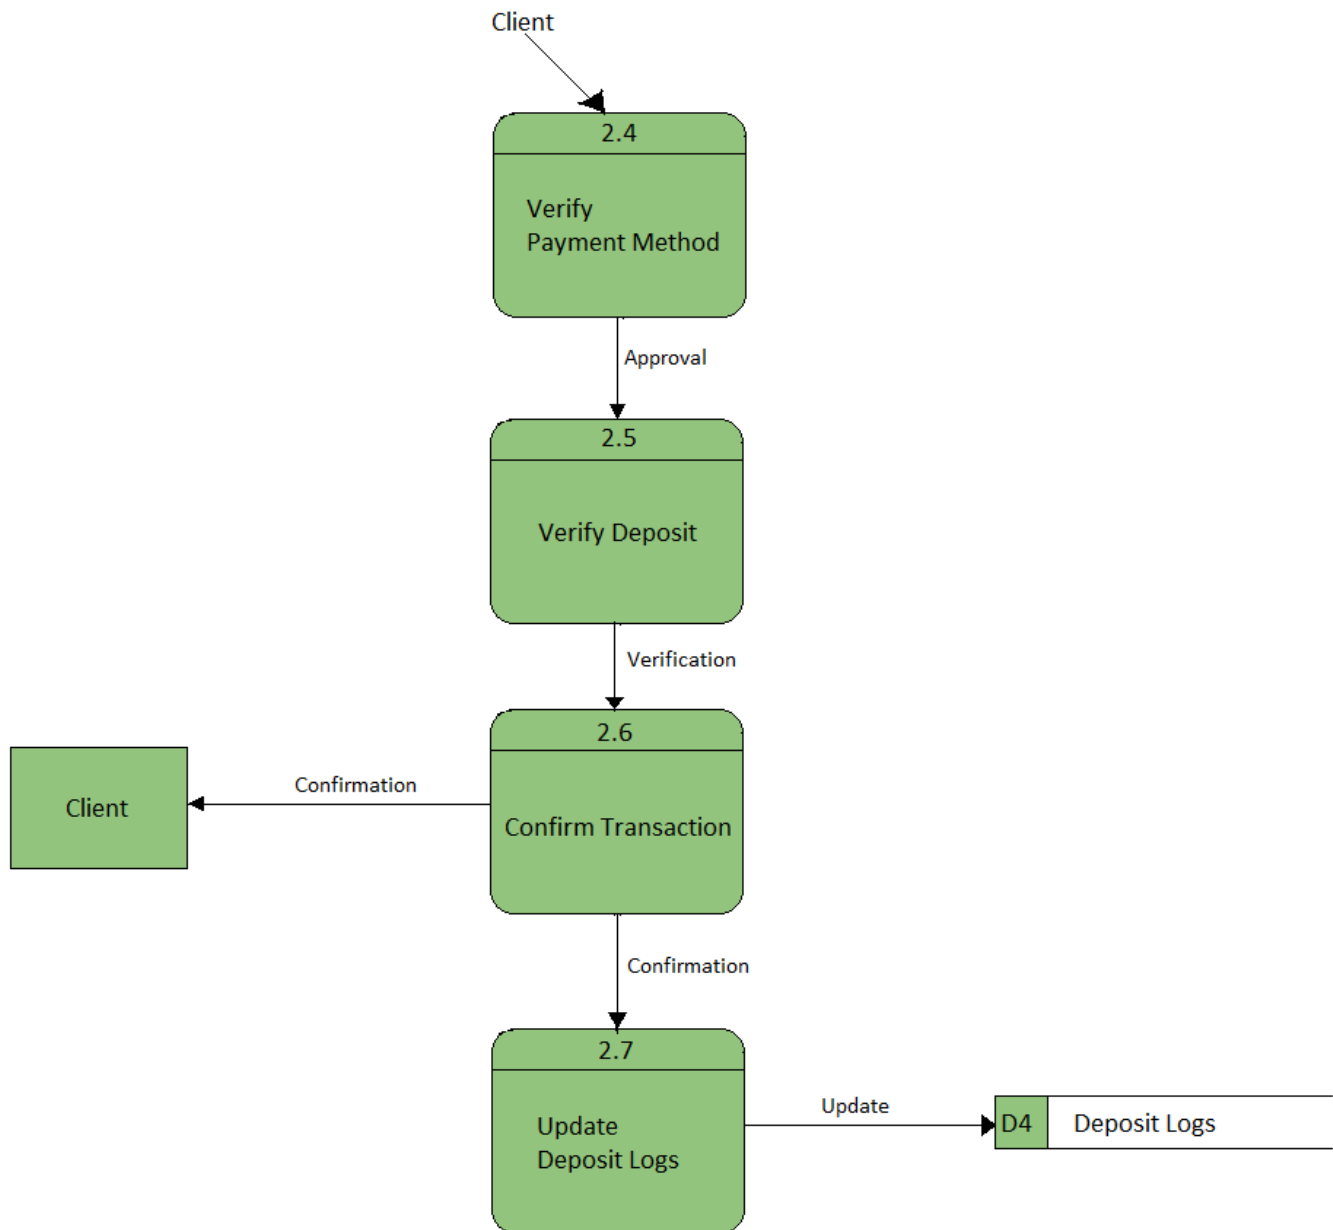 Client
2.4
Verify
Payment Method
Approval
2.5
Verify Deposit
Verification
2.6
Confirm Transaction
Confirmation
Client
Confirmation
2.7
Update
Deposit Logs
Update
D4 Deposit Logs